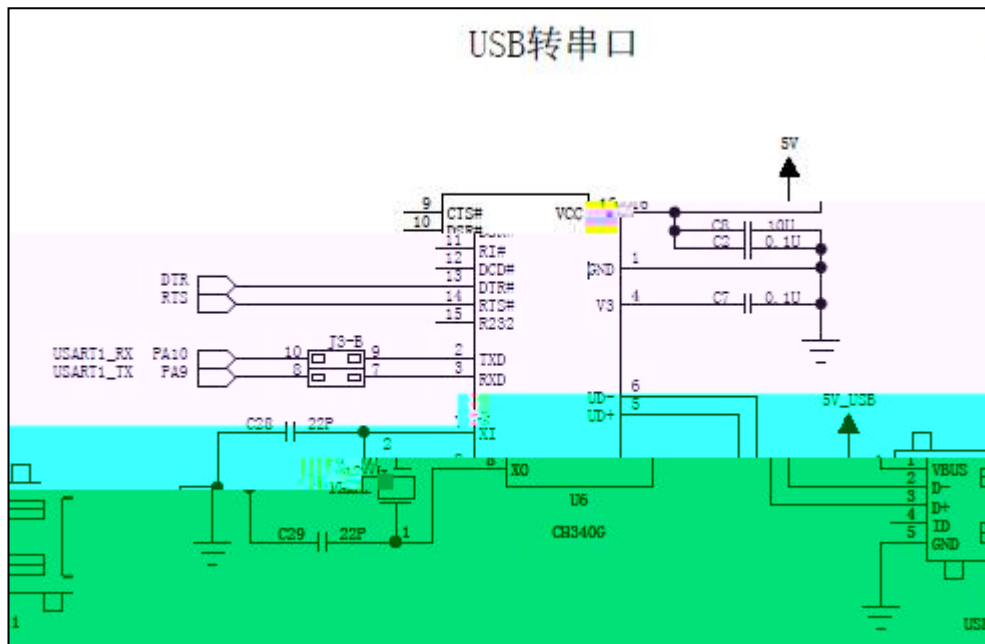 USB转串口
5V
9 CTS# VCC 16
10 DSR#
C8 10U
11 RI# C2 0.1U
12 DCD# GND 1
DTR 13 DTR#
RTS 14 RTS# V3 4 C7 0.1U
15 R232
J3-B
USART1_RX PA10 10 9 2 TXD
USART1_TX PA9 8 7 3 RXD
UD- 6
UD+ 5 5V_USB
C28 22P XI
2
8 XO 1 VBUS
2 D-
U6 3 D+
4 ID
C29 22P 1 CH340G 5 GND
1